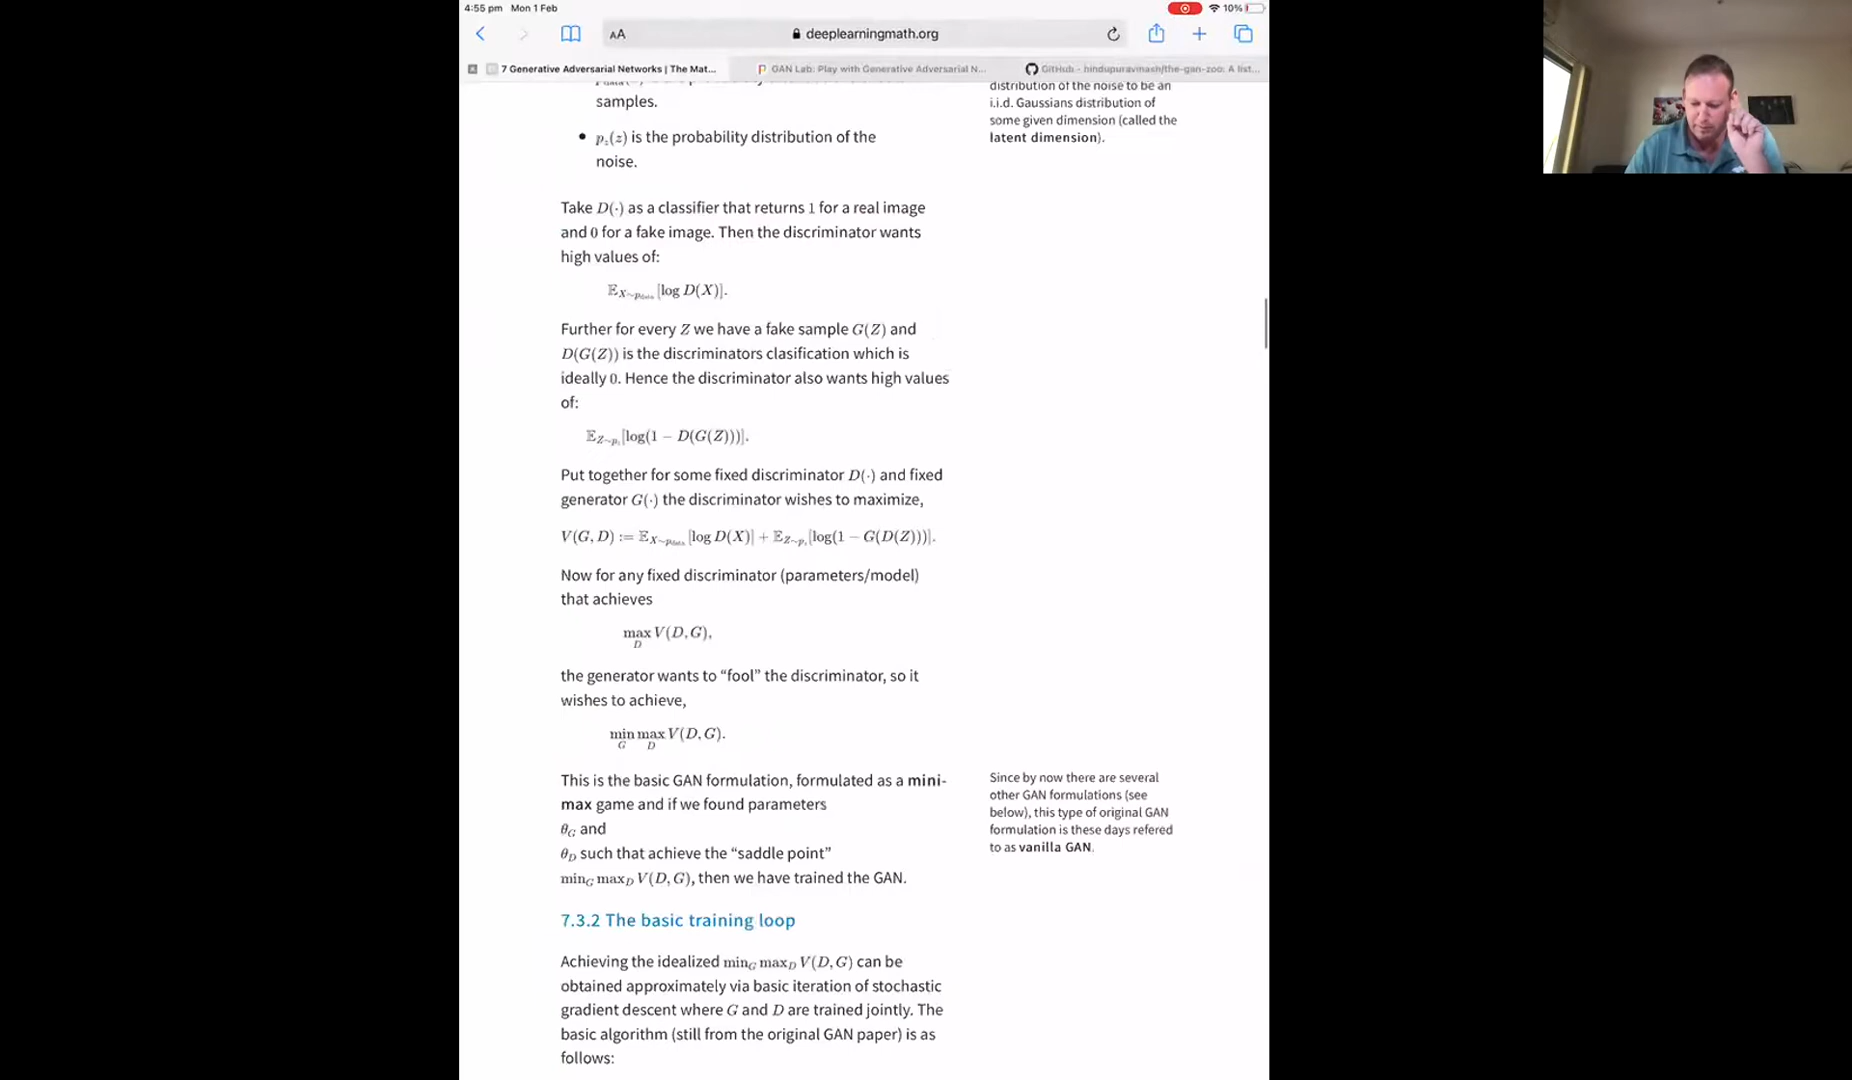 4:55 pm Mon 1 Feb
10%
AA
deeplearningmath.org
7 Generative Adversarial Networks | The Mat...
GAN Lab: Play with Generative Adversarial N...
GitHub - hindupuravinash/the-gan-zoo: A list...
samples.
• p_z(z) is the probability distribution of the
noise.
distribution of the noise to be an
i.i.d. Gaussians distribution of
some given dimension (called the
latent dimension).
Take D(·) as a classifier that returns 1 for a real image
and 0 for a fake image. Then the discriminator wants
high values of:
𝔼_{X∼p_data}[log D(X)].
Further for every Z we have a fake sample G(Z) and
D(G(Z)) is the discriminators clasification which is
ideally 0. Hence the discriminator also wants high values
of:
𝔼_{Z∼p_z}[log(1 − D(G(Z)))].
Put together for some fixed discriminator D(·) and fixed
generator G(·) the discriminator wishes to maximize,
V(G, D) := 𝔼_{X∼p_data}[log D(X)] + 𝔼_{Z∼p_z}[log(1 − G(D(Z)))].
Now for any fixed discriminator (parameters/model)
that achieves
max_D V(D, G),
the generator wants to “fool” the discriminator, so it
wishes to achieve,
min_G max_D V(D, G).
This is the basic GAN formulation, formulated as a mini-
max game and if we found parameters
θ_G and
θ_D such that achieve the “saddle point”
min_G max_D V(D, G), then we have trained the GAN.
Since by now there are several
other GAN formulations (see
below), this type of original GAN
formulation is these days refered
to as vanilla GAN.
7.3.2 The basic training loop
Achieving the idealized min_G max_D V(D, G) can be
obtained approximately via basic iteration of stochastic
gradient descent where G and D are trained jointly. The
basic algorithm (still from the original GAN paper) is as
follows: